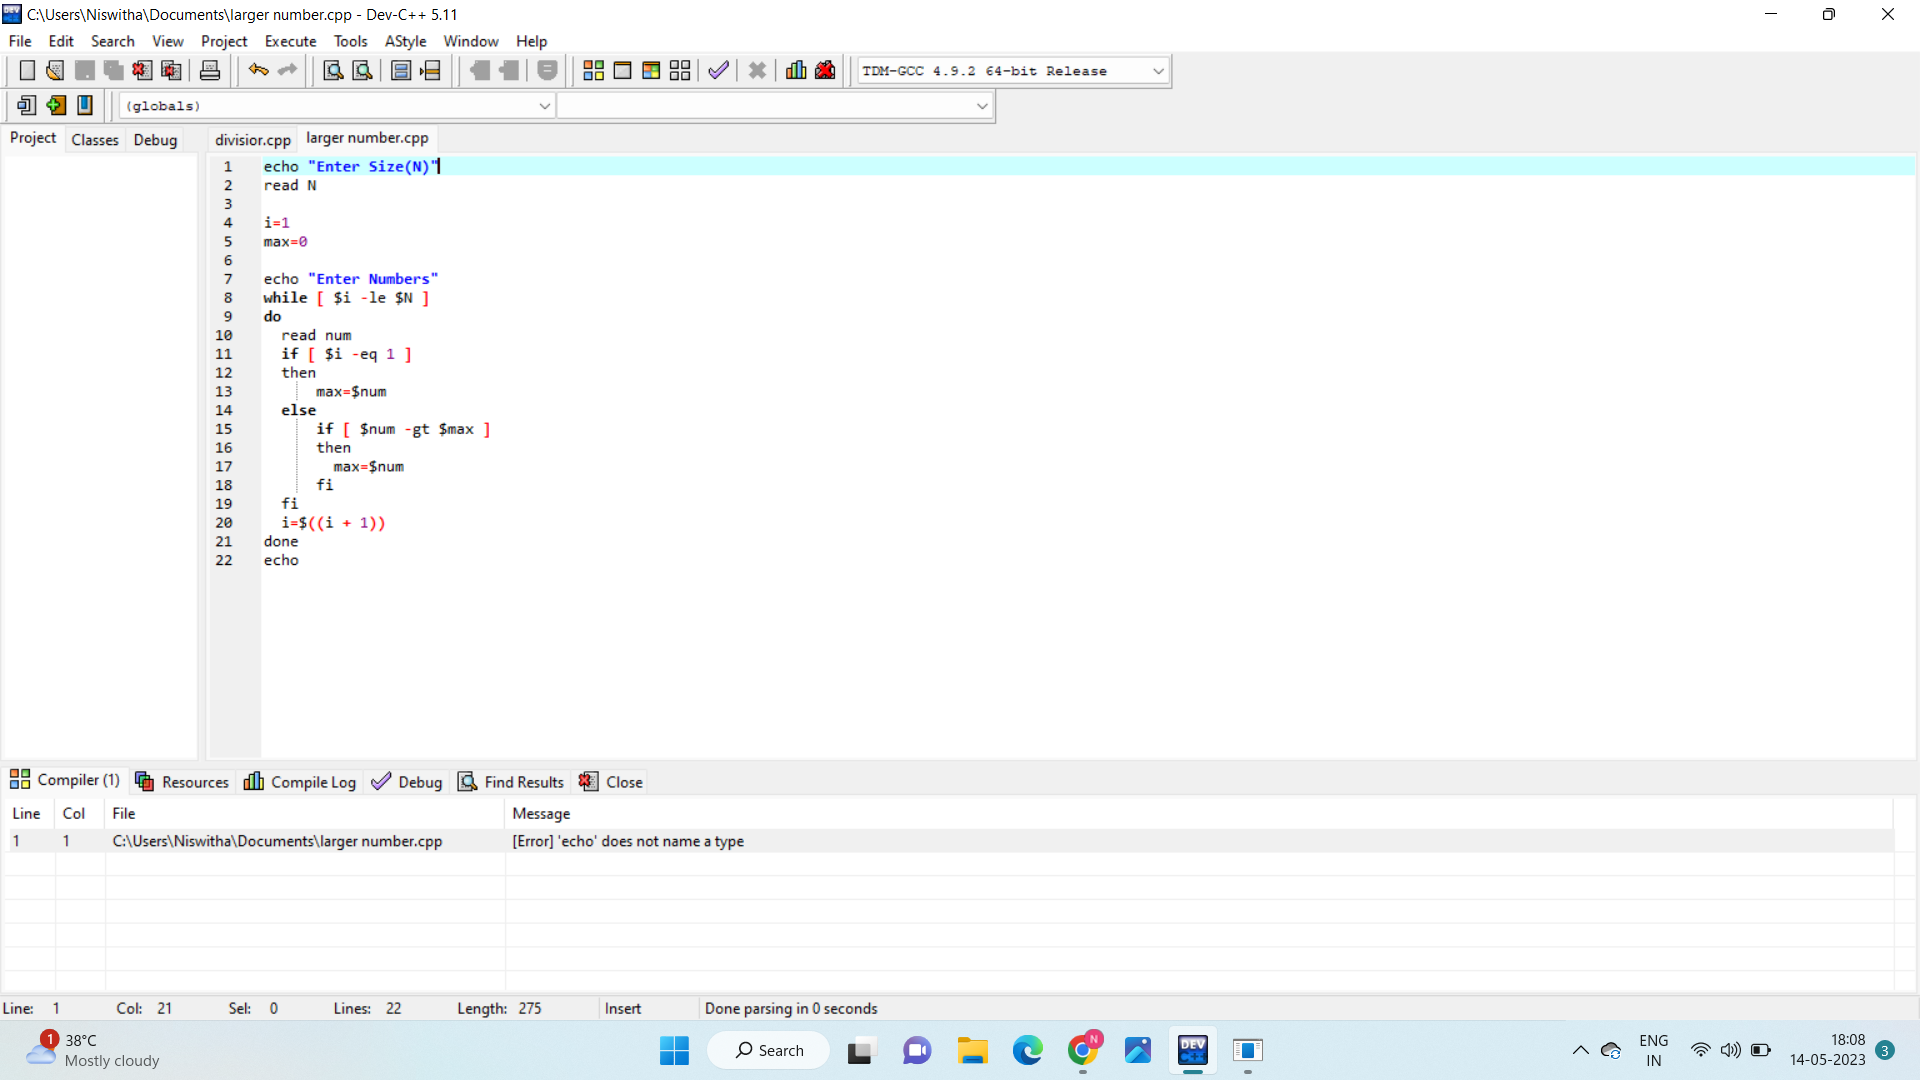 C:\Users\Niswitha\Documents\larger number.cpp - Dev-C++ 5.11
File Edit Search View Project Execute Tools AStyle Window Help
TDM-GCC 4.9.2 64-bit Release
(globals)
Project Classes Debug
divisior.cpp larger number.cpp
1 echo "Enter Size(N)"
2 read N
3
4 i=1
5 max=0
6
7 echo "Enter Numbers"
8 while [ $i -le $N ]
9 do
10 read num
11 if [ $i -eq 1 ]
12 then
13 max=$num
14 else
15 if [ $num -gt $max ]
16 then
17 max=$num
18 fi
19 fi
20 i=$((i + 1))
21 done
22 echo
Compiler (1) Resources Compile Log Debug Find Results Close
Line Col File Message
1 1 C:\Users\Niswitha\Documents\larger number.cpp [Error] 'echo' does not name a type
Line: 1 Col: 21 Sel: 0 Lines: 22 Length: 275 Insert Done parsing in 0 seconds
1 38°C
Mostly cloudy
Search
N
DEV
ENG
IN
18:08
14-05-2023
3